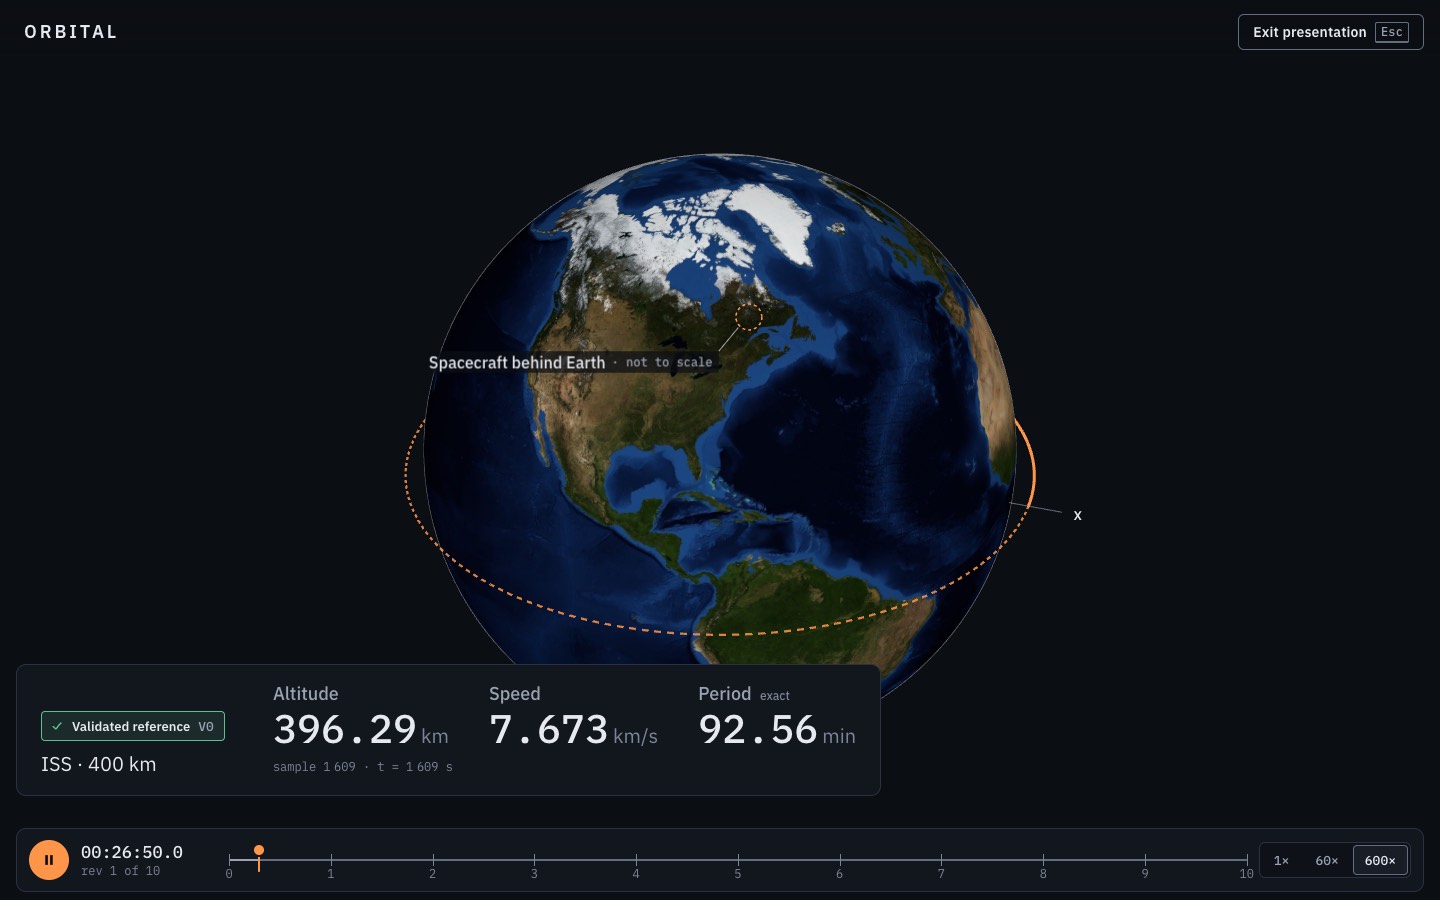 ORBITAL
Exit presentation Esc
Spacecraft behind Earth · not to scale
X
Altitude
396.29 km
sample 1 609 · t = 1 609 s
Speed
7.673 km/s
Period exact
92.56 min
Validated reference V0
ISS · 400 km
00:26:50.0
rev 1 of 10
0 1 2 3 4 5 6 7 8 9 10
1× 60× 600×